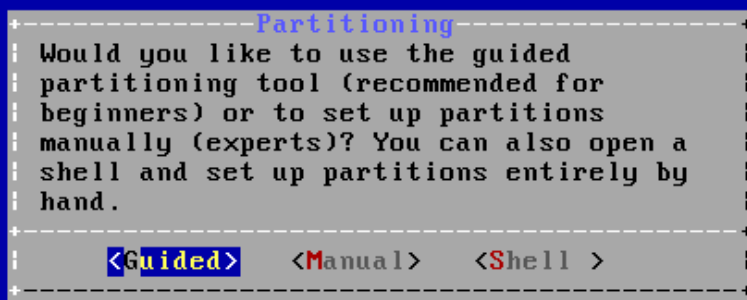 Partitioning
Would you like to use the guided
partitioning tool (recommended for
beginners) or to set up partitions
manually (experts)? You can also open a
shell and set up partitions entirely by
hand.
<Guided> <Manual> <Shell >